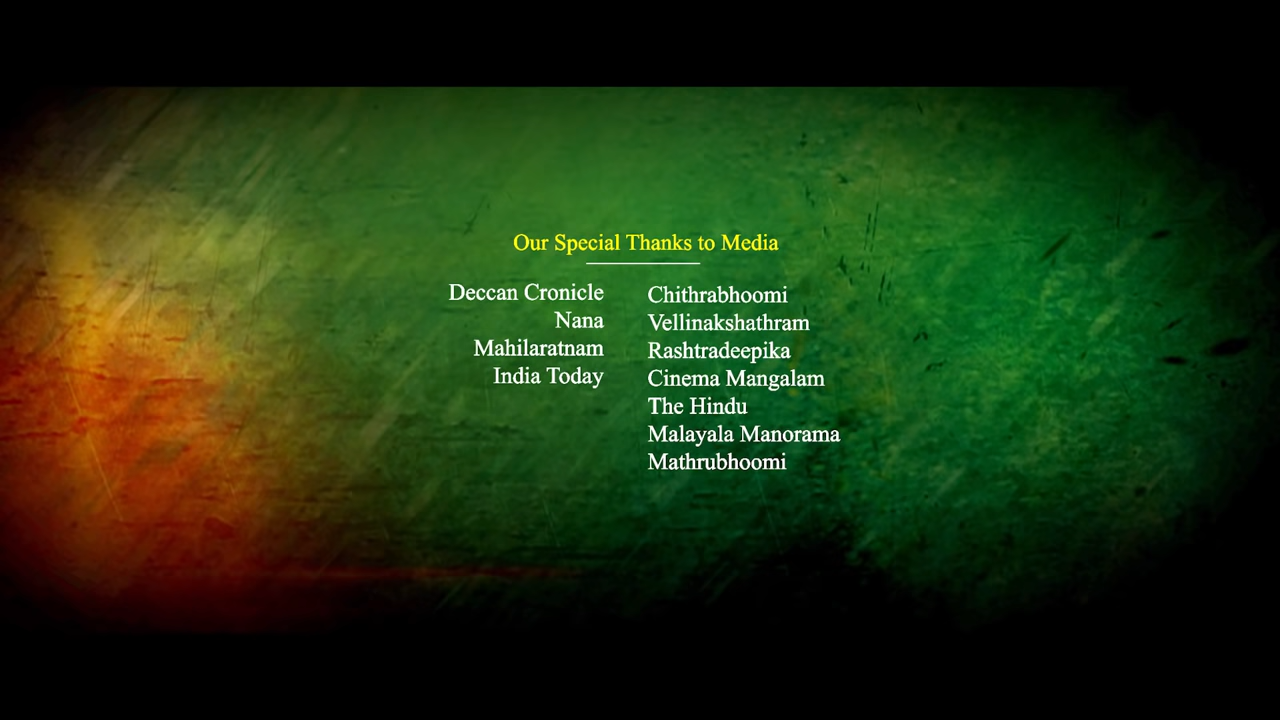 Our Special Thanks to Media
Deccan Cronicle
Nana
Mahilaratnam
India Today
Chithrabhoomi
Vellinakshathram
Rashtradeepika
Cinema Mangalam
The Hindu
Malayala Manorama
Mathrubhoomi